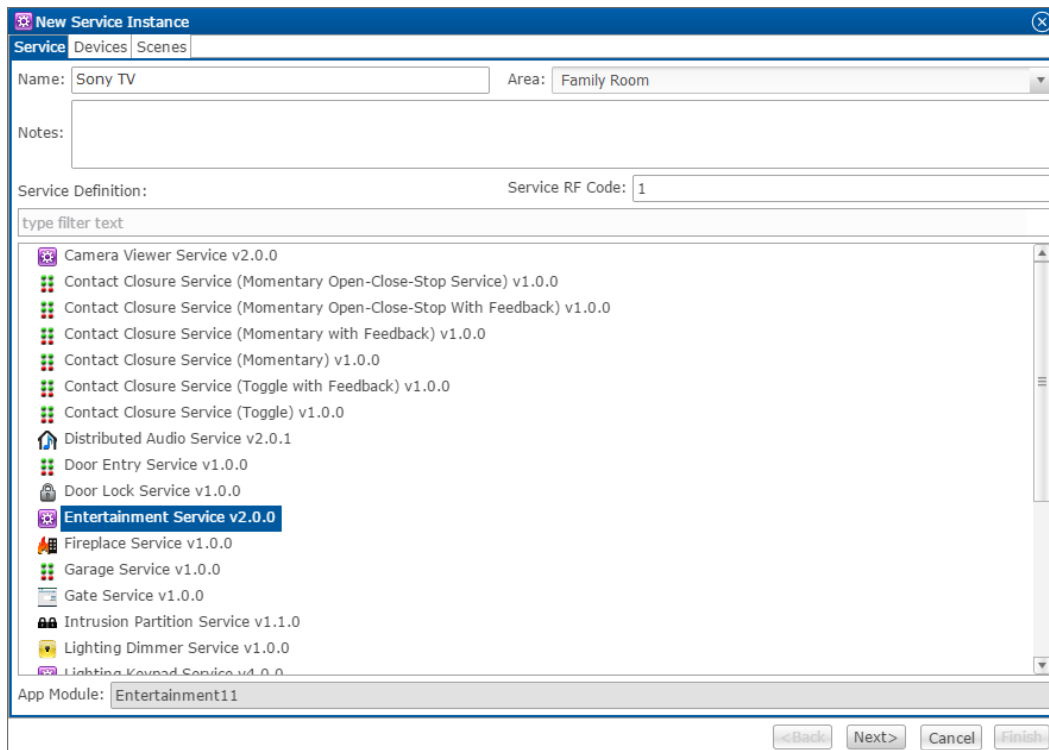 New Service Instance
Service Devices Scenes
Name: Sony TV Area: Family Room
Notes:
Service Definition: Service RF Code: 1
type filter text
Camera Viewer Service v2.0.0
Contact Closure Service (Momentary Open-Close-Stop Service) v1.0.0
Contact Closure Service (Momentary Open-Close-Stop With Feedback) v1.0.0
Contact Closure Service (Momentary with Feedback) v1.0.0
Contact Closure Service (Momentary) v1.0.0
Contact Closure Service (Toggle with Feedback) v1.0.0
Contact Closure Service (Toggle) v1.0.0
Distributed Audio Service v2.0.1
Door Entry Service v1.0.0
Door Lock Service v1.0.0
Entertainment Service v2.0.0
Fireplace Service v1.0.0
Garage Service v1.0.0
Gate Service v1.0.0
Intrusion Partition Service v1.1.0
Lighting Dimmer Service v1.0.0
Lighting Keypad Service v4.0.0
App Module: Entertainment11
<Back Next> Cancel Finish